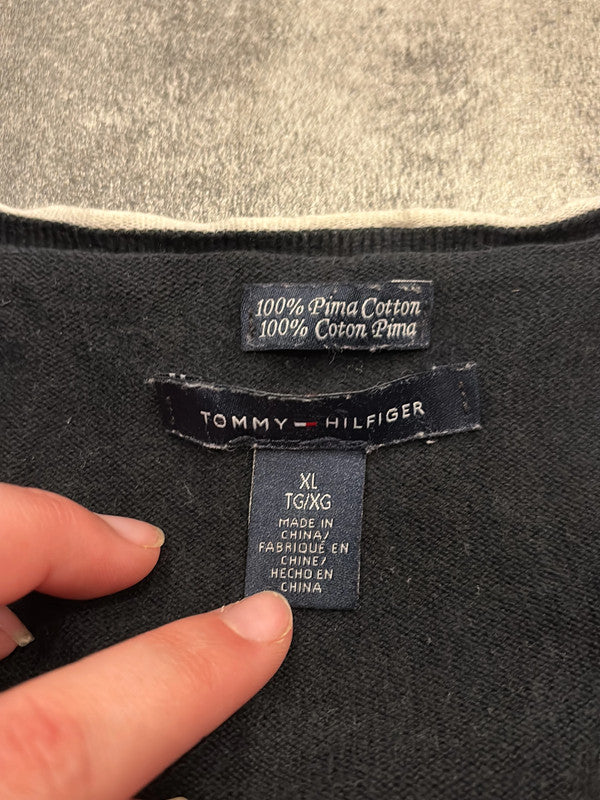 100% Pima Cotton
100% Coton Pima
TOMMY HILFIGER
XL
TG/XG
MADE IN
CHINA/
FABRIQUÉ EN
CHINE/
HECHO EN
CHINA